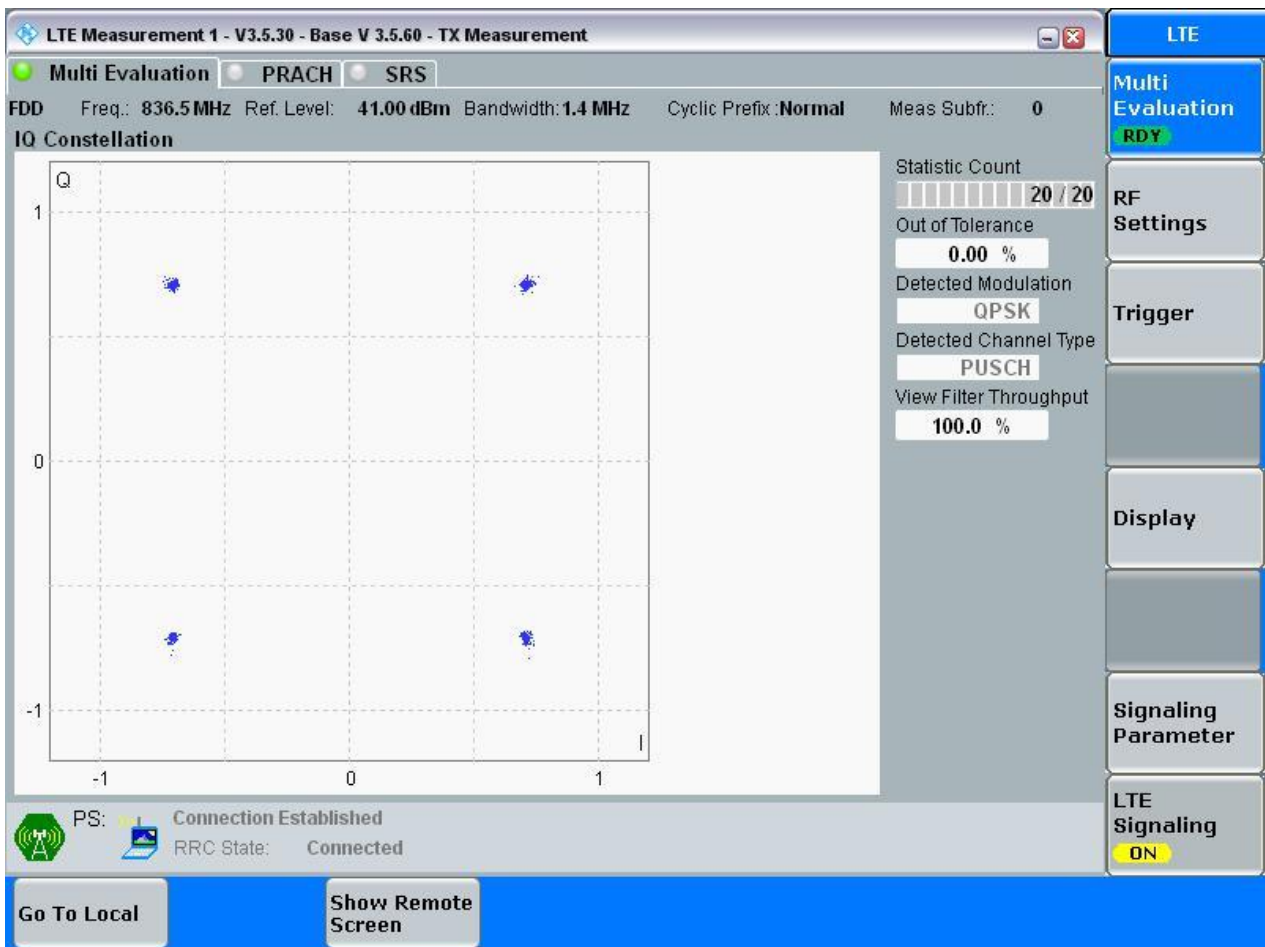 LTE Measurement 1 - V3.5.30 - Base V 3.5.60 - TX Measurement
Multi Evaluation PRACH SRS
FDD Freq.: 836.5 MHz Ref. Level: 41.00 dBm Bandwidth: 1.4 MHz Cyclic Prefix : Normal Meas Subfr.: 0
IQ Constellation
Q
1
0
-1
I
-1 0 1
Statistic Count
20 / 20
Out of Tolerance
0.00 %
Detected Modulation
QPSK
Detected Channel Type
PUSCH
View Filter Throughput
100.0 %
PS: Connection Established
RRC State: Connected
LTE
Multi
Evaluation
RDY
RF
Settings
Trigger
Display
Signaling
Parameter
LTE
Signaling
ON
Go To Local
Show Remote
Screen